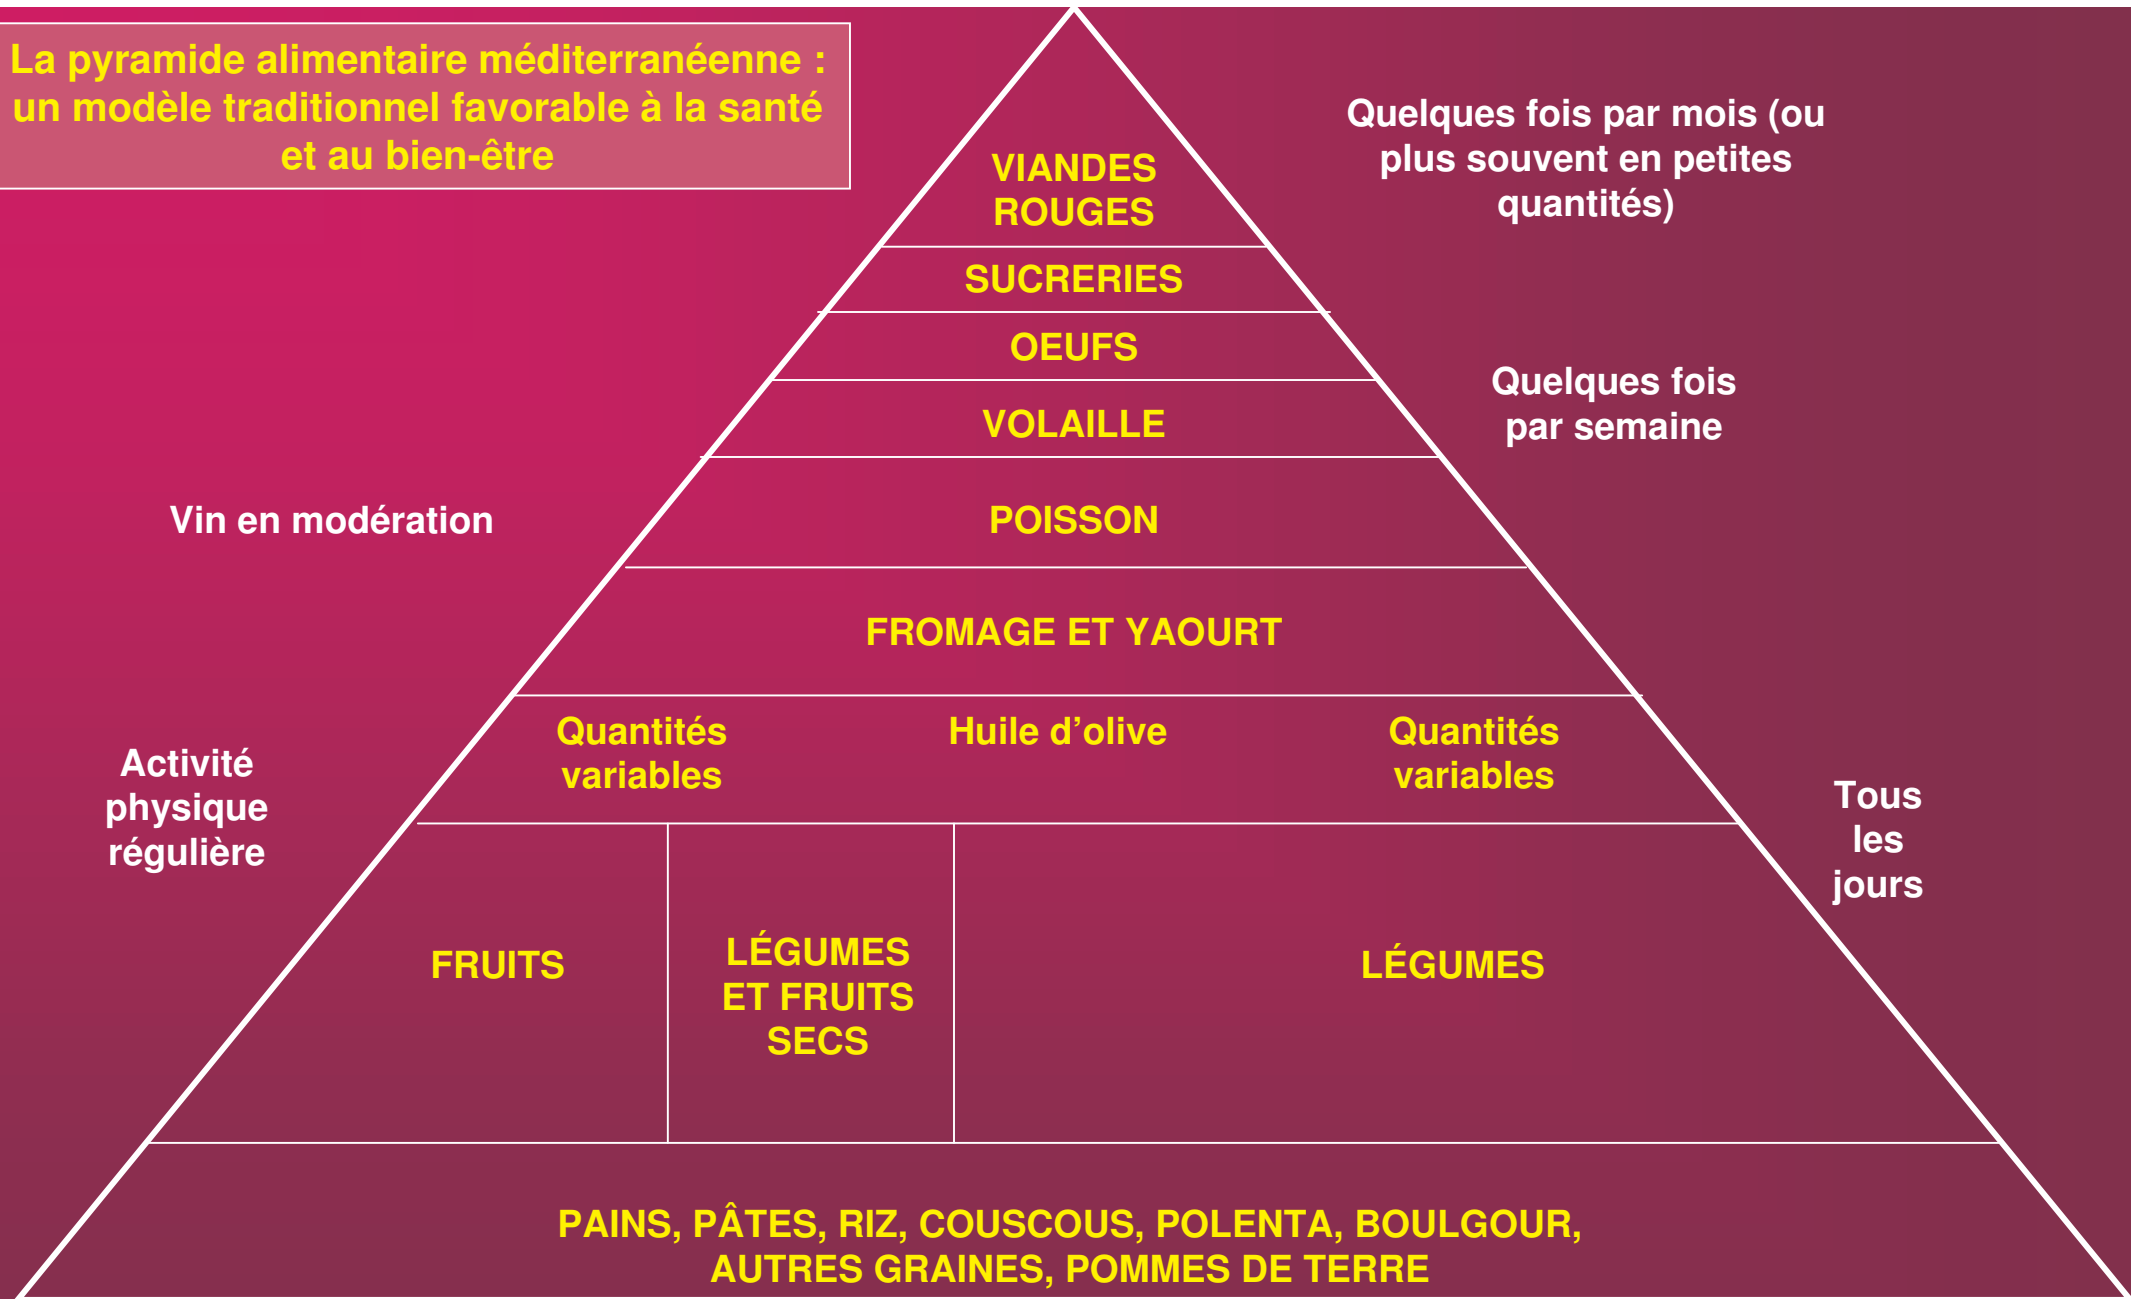 La pyramide alimentaire méditerranéenne :
un modèle traditionnel favorable à la santé
et au bien-être
Quelques fois par mois (ou
plus souvent en petites
quantités)
VIANDES
ROUGES
SUCRERIES
OEUFS
Quelques fois
par semaine
VOLAILLE
Vin en modération
POISSON
FROMAGE ET YAOURT
Quantités
variables
Huile d’olive
Quantités
variables
Activité
physique
régulière
Tous
les
jours
FRUITS
LÉGUMES
ET FRUITS
SECS
LÉGUMES
PAINS, PÂTES, RIZ, COUSCOUS, POLENTA, BOULGOUR,
AUTRES GRAINES, POMMES DE TERRE